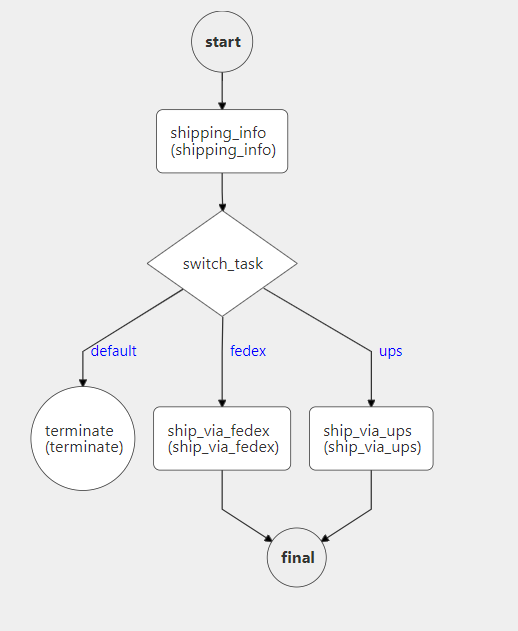 start
shipping_info
(shipping_info)
switch_task
default
fedex
ups
terminate
(terminate)
ship_via_fedex
(ship_via_fedex)
ship_via_ups
(ship_via_ups)
final